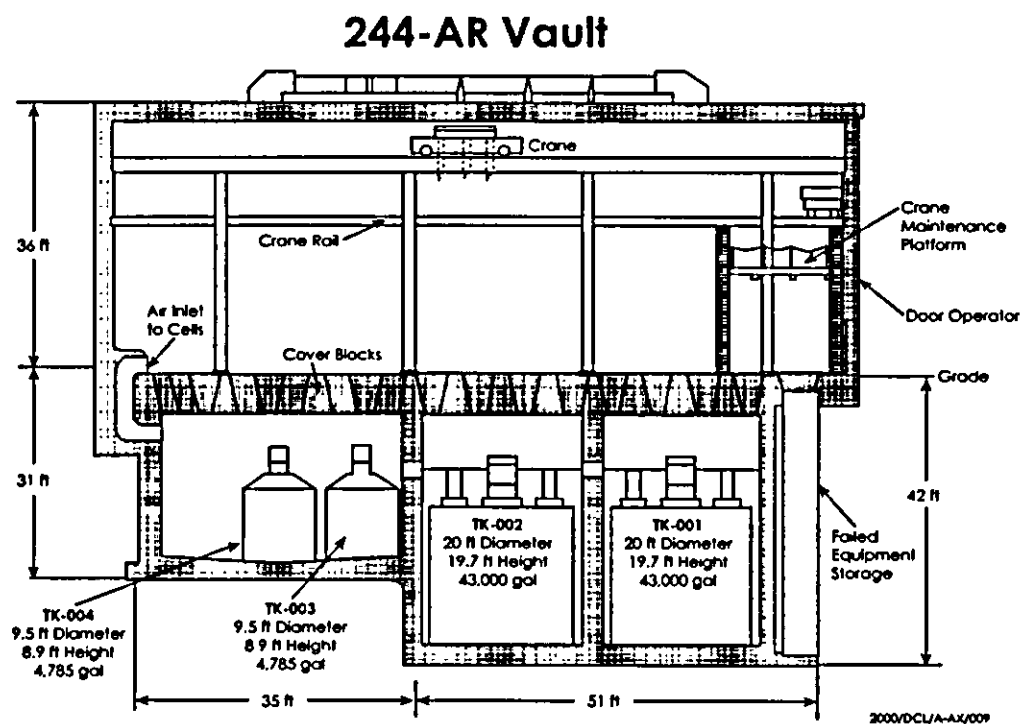 244-AR Vault
Crane
Crane Rail
Crane
Maintenance
Platform
36 ft
Door Operator
Air Inlet
to Cells
Cover Blocks
Grade
31 ft
42 ft
TK-002
20 ft Diameter
19.7 ft Height
43,000 gal
TK-001
20 ft Diameter
19.7 ft Height
43,000 gal
Failed
Equipment
Storage
TK-004
9.5 ft Diameter
8.9 ft Height
4,785 gal
TK-003
9.5 ft Diameter
8.9 ft Height
4,785 gal
35 ft
51 ft
2000/DCL/A-AX/009